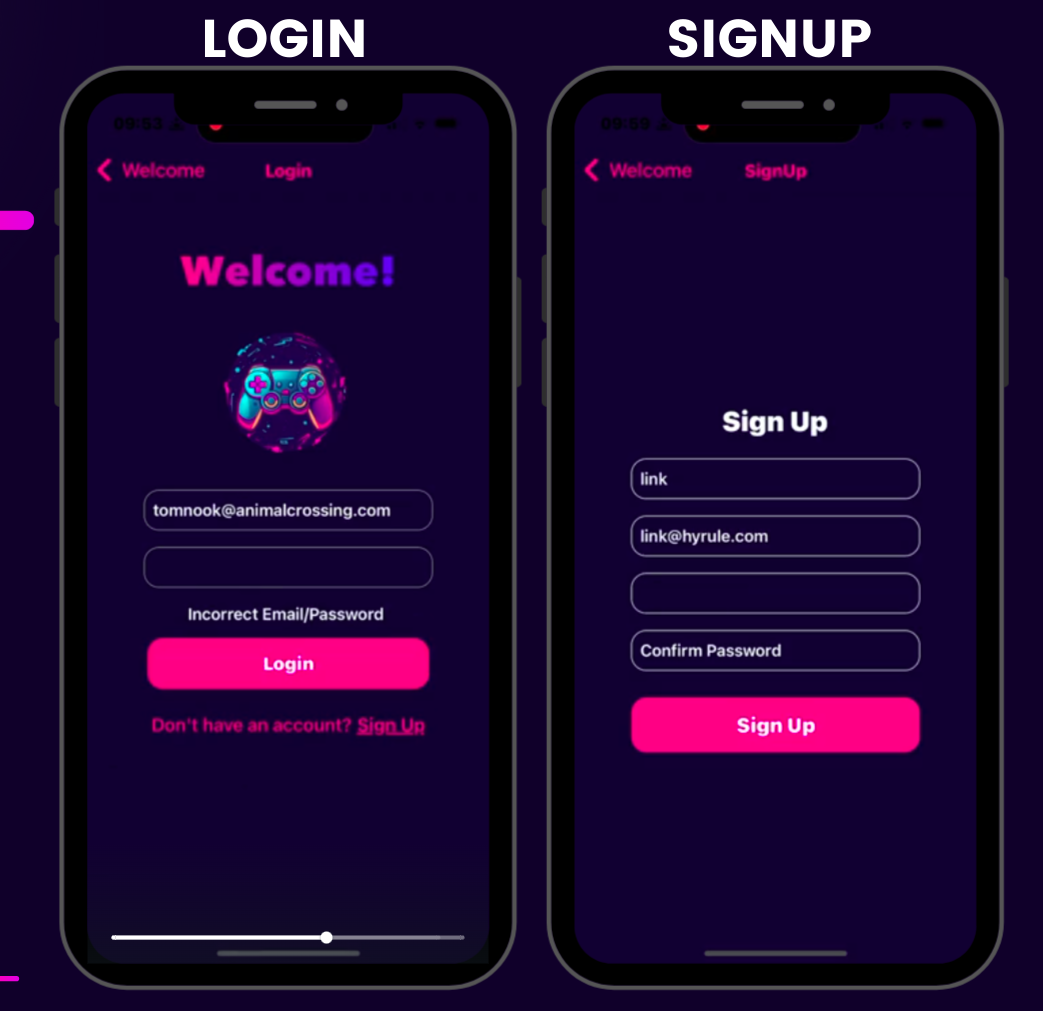 LOGIN
SIGNUP
09:53
09:59
Welcome
Login
Welcome
SignUp
Welcome!
tomnook@animalcrossing.com
Incorrect Email/Password
Login
Don't have an account? Sign Up
Sign Up
link
link@hyrule.com
Confirm Password
Sign Up